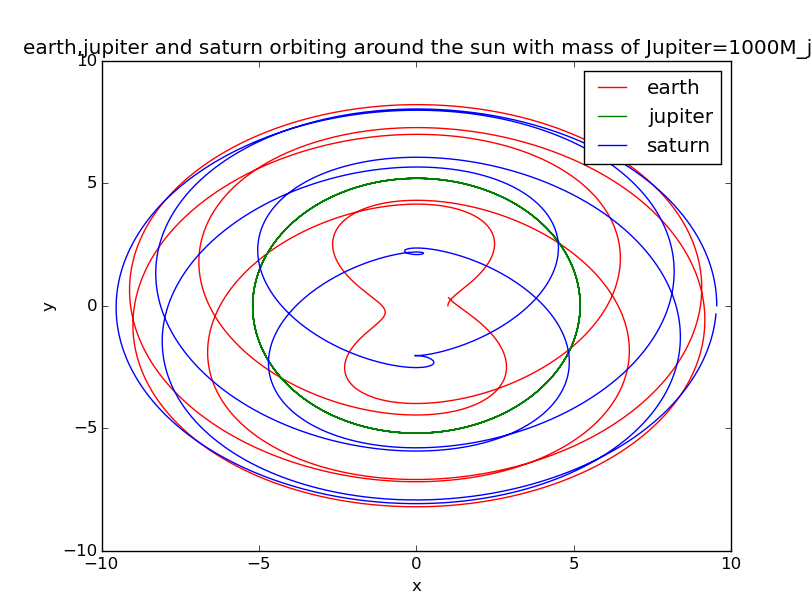 earth,jupiter and saturn orbiting around the sun with mass of Jupiter=1000M_j
10
earth
jupiter
saturn
5
y
0
−5
−10
−10
−5
0
5
10
x